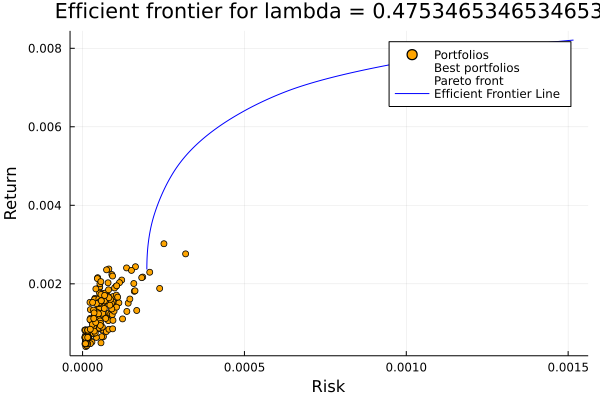 Efficient frontier for lambda = 0.4753465346534653
0.008
0.006
0.004
0.002
Return
Portfolios
Best portfolios
Pareto front
Efficient Frontier Line
0.0000
0.0005
0.0010
0.0015
Risk